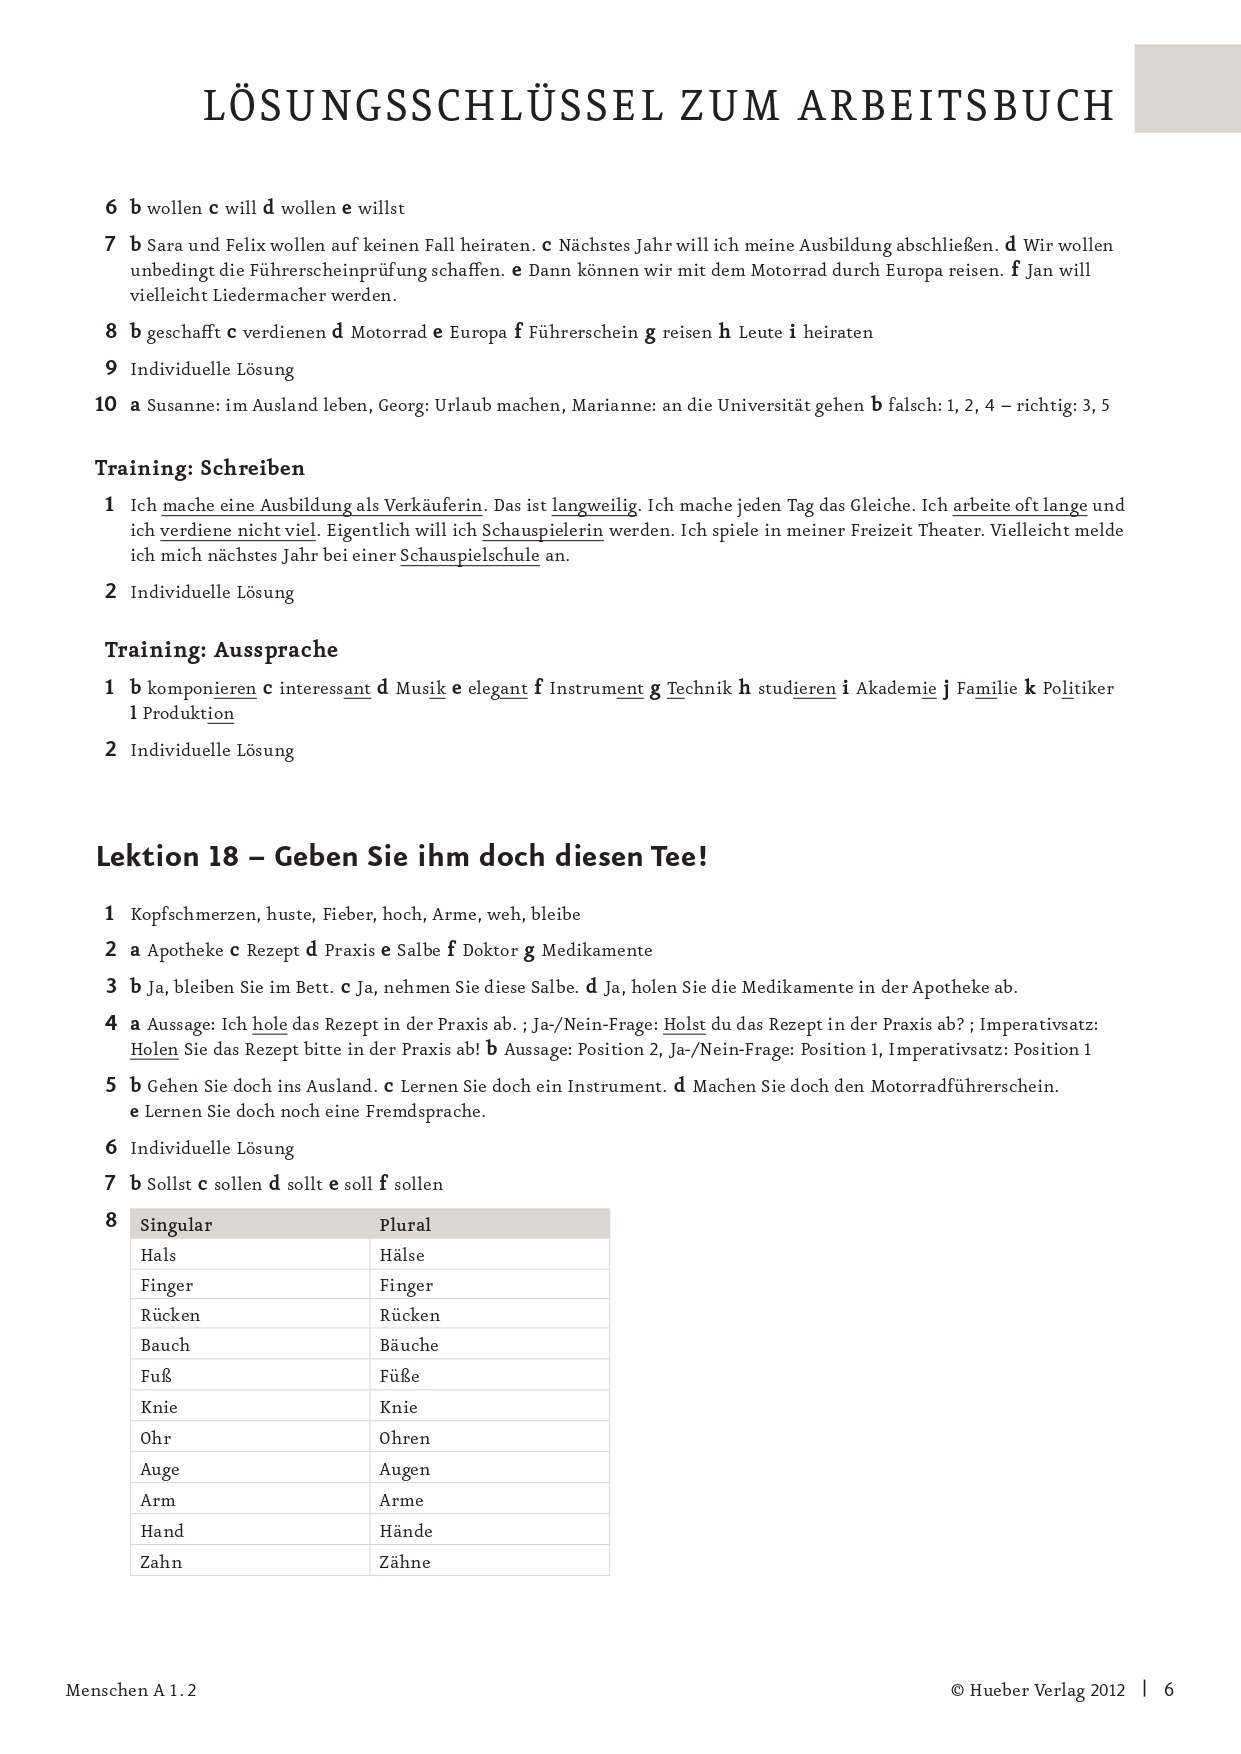 LÖSUNGSSCHLÜSSEL ZUM ARBEITSBUCH
6 b wollen c will d wollen e willst
7 b Sara und Felix wollen auf keinen Fall heiraten. c Nächstes Jahr will ich meine Ausbildung abschließen. d Wir wollen
unbedingt die Führerscheinprüfung schaffen. e Dann können wir mit dem Motorrad durch Europa reisen. f Jan will
vielleicht Liedermacher werden.
8 b geschafft c verdienen d Motorrad e Europa f Führerschein g reisen h Leute i heiraten
9 Individuelle Lösung
10 a Susanne: im Ausland leben, Georg: Urlaub machen, Marianne: an die Universität gehen b falsch: 1, 2, 4 – richtig: 3, 5
Training: Schreiben
1 Ich mache eine Ausbildung als Verkäuferin. Das ist langweilig. Ich mache jeden Tag das Gleiche. Ich arbeite oft lange und
ich verdiene nicht viel. Eigentlich will ich Schauspielerin werden. Ich spiele in meiner Freizeit Theater. Vielleicht melde
ich mich nächstes Jahr bei einer Schauspielschule an.
2 Individuelle Lösung
Training: Aussprache
1 b komponieren c interessant d Musik e elegant f Instrument g Technik h studieren i Akademie j Familie k Politiker
l Produktion
2 Individuelle Lösung
Lektion 18 – Geben Sie ihm doch diesen Tee!
1 Kopfschmerzen, huste, Fieber, hoch, Arme, weh, bleibe
2 a Apotheke c Rezept d Praxis e Salbe f Doktor g Medikamente
3 b Ja, bleiben Sie im Bett. c Ja, nehmen Sie diese Salbe. d Ja, holen Sie die Medikamente in der Apotheke ab.
4 a Aussage: Ich hole das Rezept in der Praxis ab. ; Ja-/Nein-Frage: Holst du das Rezept in der Praxis ab? ; Imperativsatz:
Holen Sie das Rezept bitte in der Praxis ab! b Aussage: Position 2, Ja-/Nein-Frage: Position 1, Imperativsatz: Position 1
5 b Gehen Sie doch ins Ausland. c Lernen Sie doch ein Instrument. d Machen Sie doch den Motorradführerschein.
e Lernen Sie doch noch eine Fremdsprache.
6 Individuelle Lösung
7 b Sollst c sollen d sollt e soll f sollen
8 Singular Plural
Hals Hälse
Finger Finger
Rücken Rücken
Bauch Bäuche
Fuß Füße
Knie Knie
Ohr Ohren
Auge Augen
Arm Arme
Hand Hände
Zahn Zähne
Menschen A 1.2 © Hueber Verlag 2012 | 6